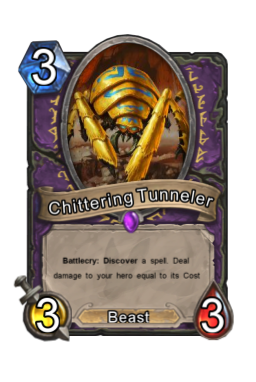 3
Chittering Tunneler
Battlecry: Discover a spell. Deal
damage to your hero equal to its Cost
3 Beast 3